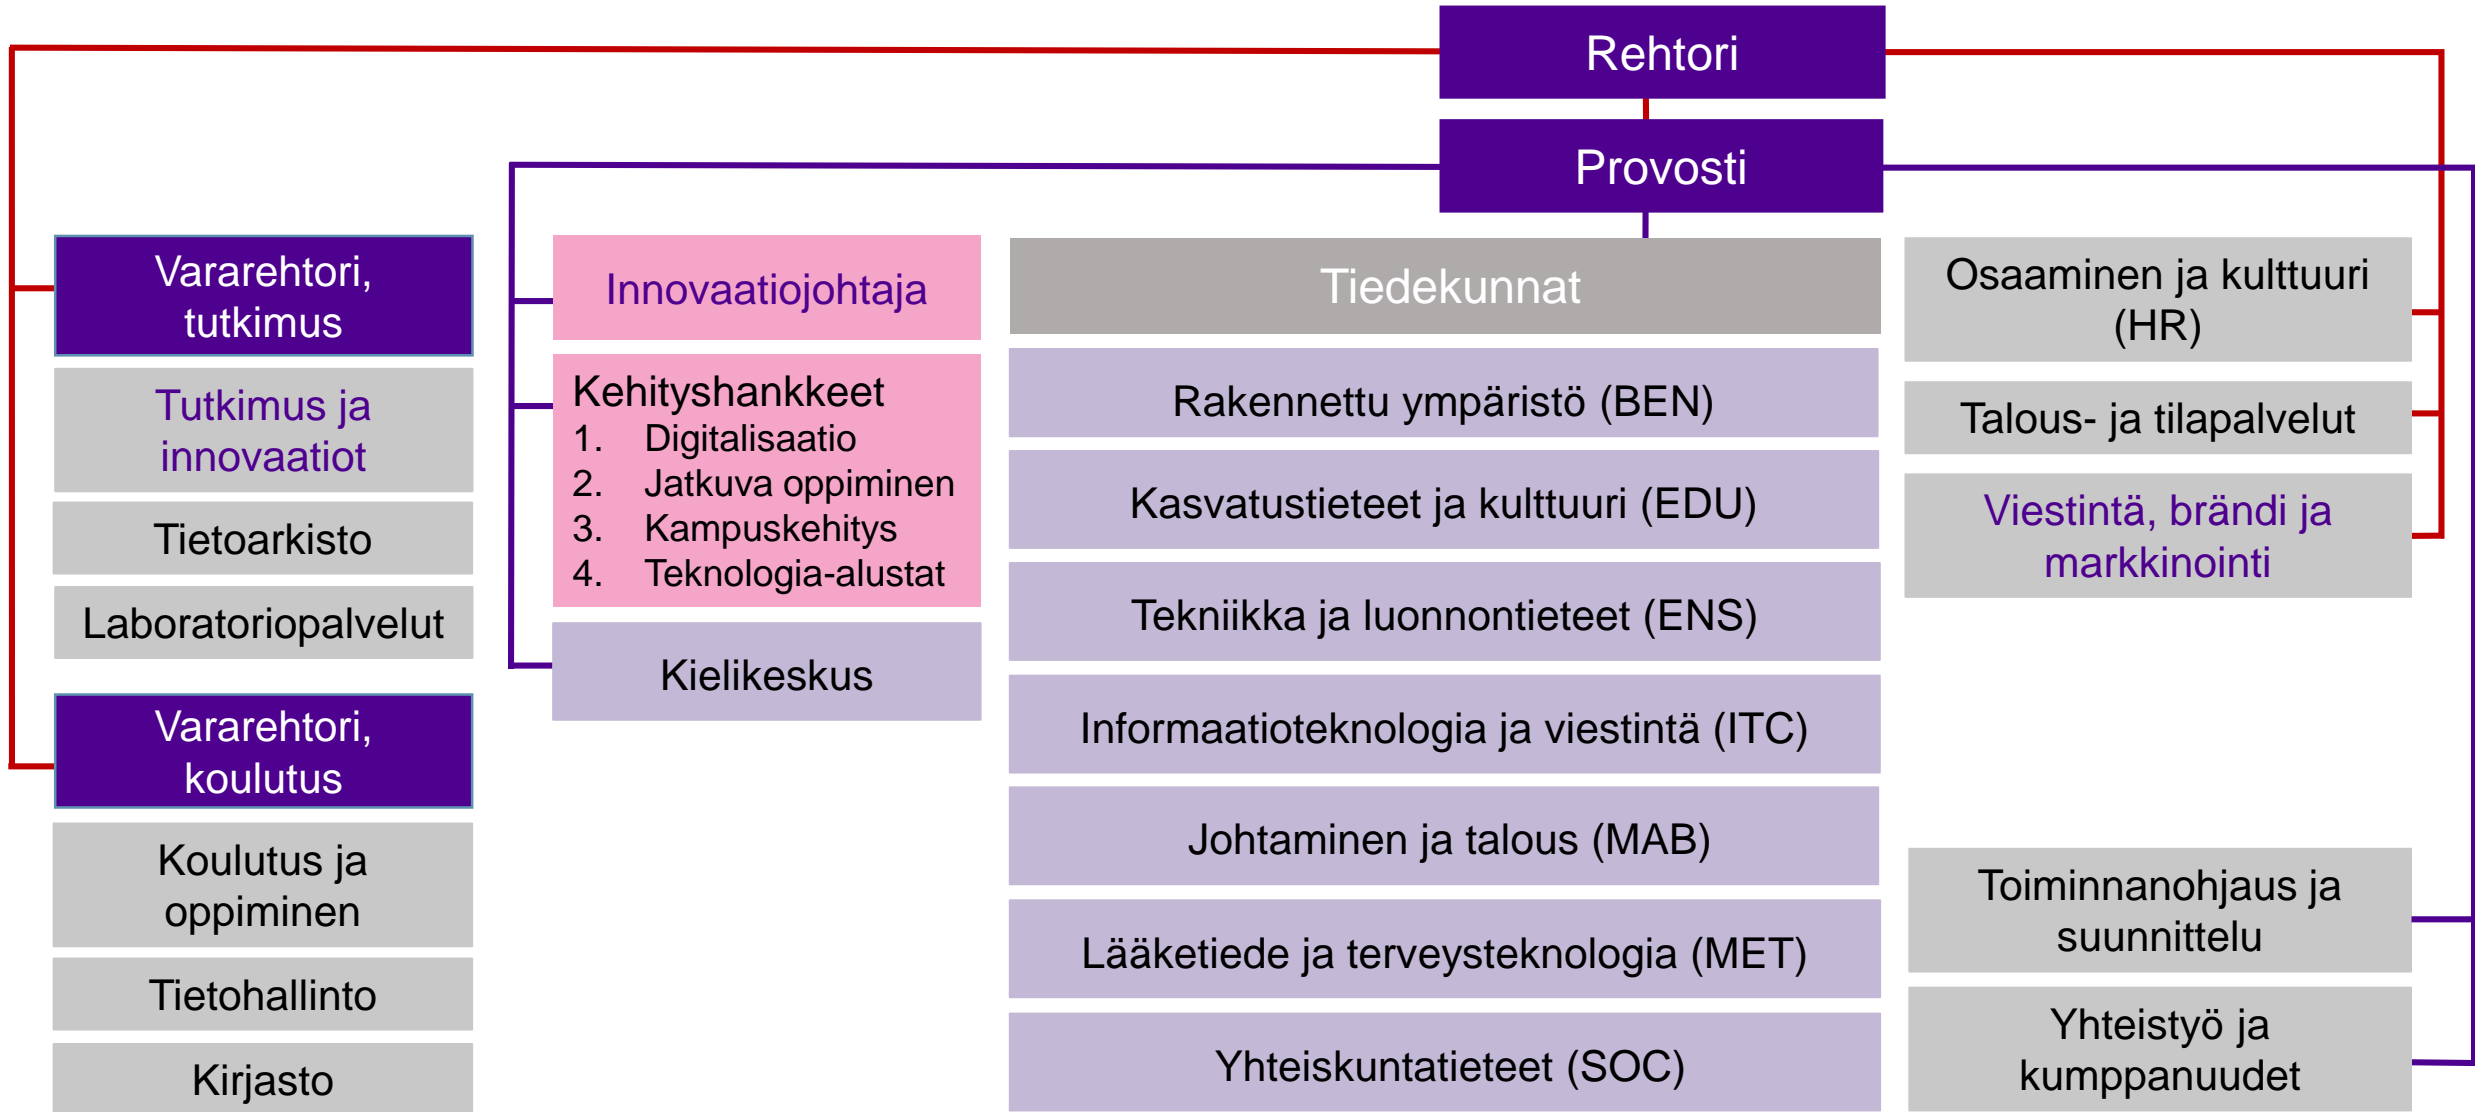 Rehtori
Provosti
Vararehtori,
tutkimus
Tutkimus ja
innovaatiot
Tietoarkisto
Laboratoriopalvelut
Vararehtori,
koulutus
Koulutus ja
oppiminen
Tietohallinto
Kirjasto
Innovaatiojohtaja
Kehityshankkeet
1. Digitalisaatio
2. Jatkuva oppiminen
3. Kampuskehitys
4. Teknologia-alustat
Kielikeskus
Tiedekunnat
Rakennettu ympäristö (BEN)
Kasvatustieteet ja kulttuuri (EDU)
Tekniikka ja luonnontieteet (ENS)
Informaatioteknologia ja viestintä (ITC)
Johtaminen ja talous (MAB)
Lääketiede ja terveysteknologia (MET)
Yhteiskuntatieteet (SOC)
Osaaminen ja kulttuuri
(HR)
Talous- ja tilapalvelut
Viestintä, brändi ja
markkinointi
Toiminnanohjaus ja
suunnittelu
Yhteistyö ja
kumppanuudet